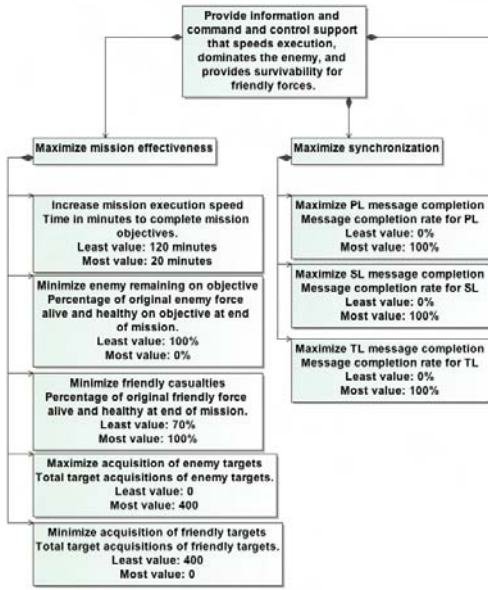 Provide information and
command and control support
that speeds execution,
dominates the enemy, and
provides survivability for
friendly forces.
Maximize mission effectiveness
Increase mission execution speed
Time in minutes to complete mission
objectives.
Least value: 120 minutes
Most value: 20 minutes
Minimize enemy remaining on objective
Percentage of original enemy force
alive and healthy on objective at end
of mission.
Least value: 100%
Most value: 0%
Minimize friendly casualties
Percentage of original friendly force
alive and healthy at end of mission.
Least value: 70%
Most value: 100%
Maximize acquisition of enemy targets
Total target acquisitions of enemy targets.
Least value: 0
Most value: 400
Minimize acquisition of friendly targets
Total target acquisitions of friendly targets.
Least value: 400
Most value: 0
Maximize synchronization
Maximize PL message completion
Message completion rate for PL
Least value: 0%
Most value: 100%
Maximize SL message completion
Message completion rate for SL
Least value: 0%
Most value: 100%
Maximize TL message completion
Message completion rate for TL
Least value: 0%
Most value: 100%